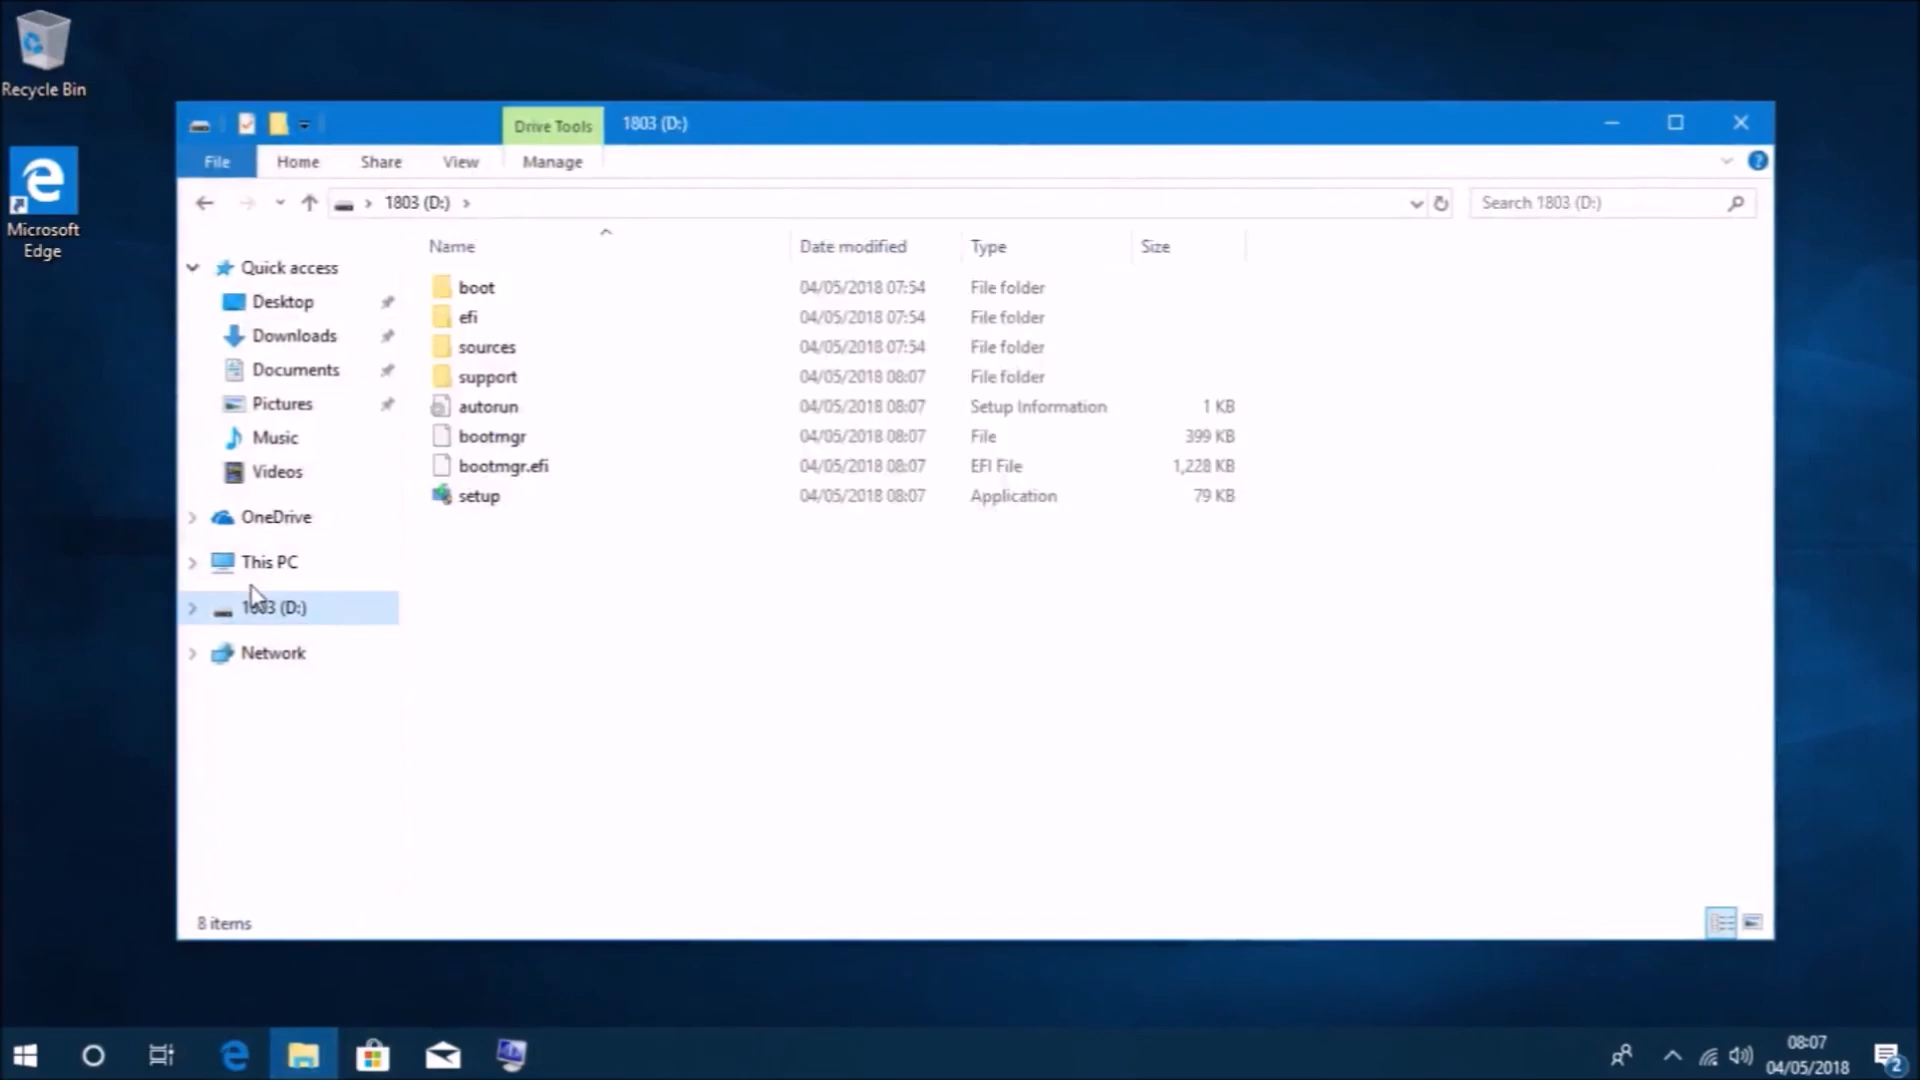 Recycle Bin
Microsoft
Edge
Drive Tools
1803 (D:)
File
Home
Share
View
Manage
1803 (D:)
Search 1803 (D:)
Name
Date modified
Type
Size
Quick access
Desktop
Downloads
Documents
Pictures
Music
Videos
OneDrive
This PC
1803 (D:)
Network
boot 04/05/2018 07:54 File folder
efi 04/05/2018 07:54 File folder
sources 04/05/2018 07:54 File folder
support 04/05/2018 08:07 File folder
autorun 04/05/2018 08:07 Setup Information 1 KB
bootmgr 04/05/2018 08:07 File 399 KB
bootmgr.efi 04/05/2018 08:07 EFI File 1,228 KB
setup 04/05/2018 08:07 Application 79 KB
8 items
08:07
04/05/2018
2